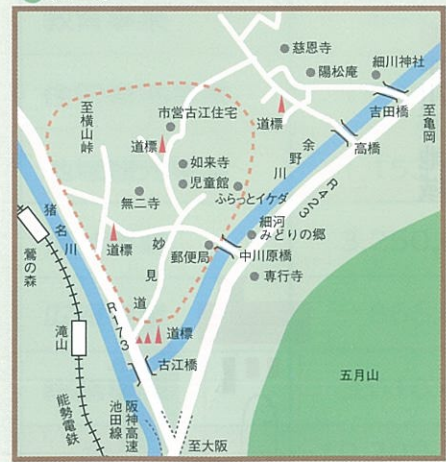 慈恩寺
陽松庵
細川神社
至亀岡
吉田橋
高橋
道標
余野川
R423
至横山峠
市営古江住宅
道標
如来寺
児童館
ふらっとイケダ
無二寺
細河
みどりの郷
中川原橋
郵便局
専行寺
道標
妙見道
猪名川
鶯の森
R173
滝山
道標
古江橋
五月山
能勢電鉄
阪神高速
池田線
至大阪